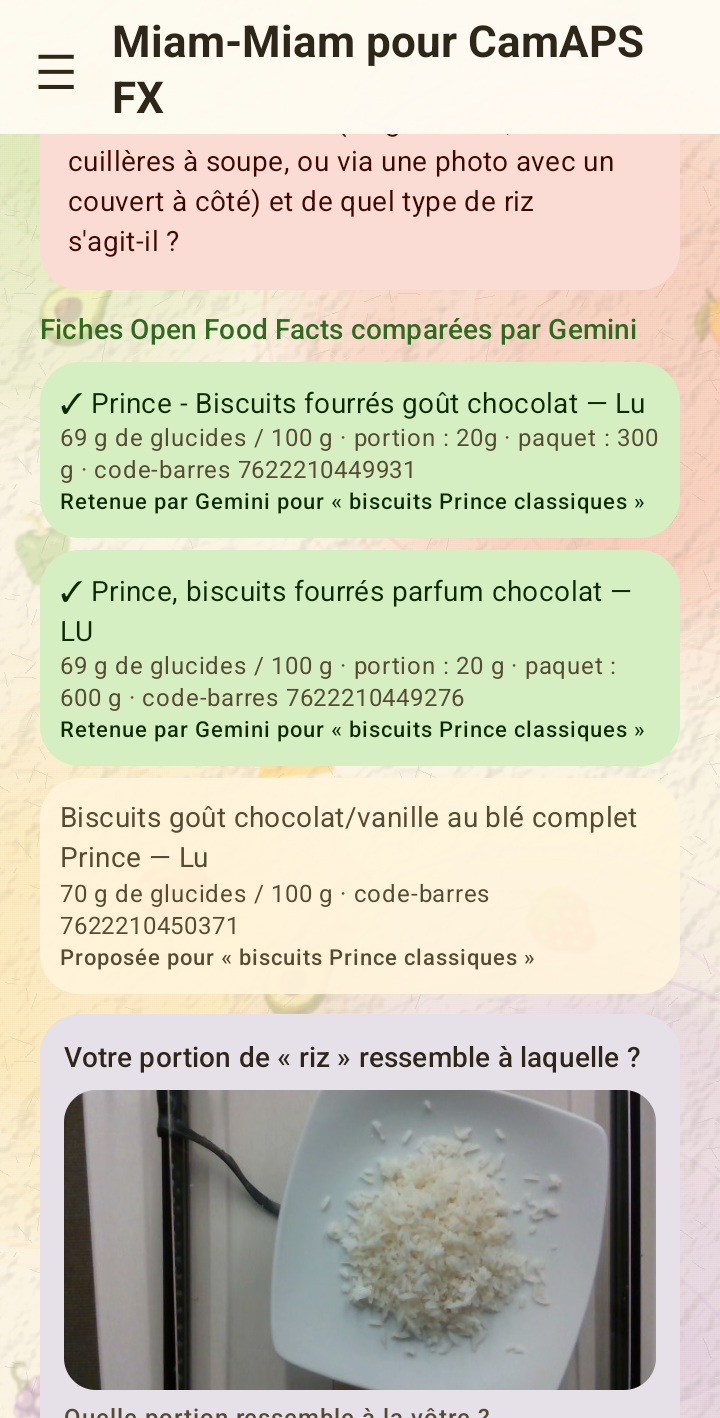 ☰ Miam-Miam pour CamAPS
FX
cuillères à soupe, ou via une photo avec un
couvert à côté) et de quel type de riz
s'agit-il ?
Fiches Open Food Facts comparées par Gemini
✓ Prince - Biscuits fourrés goût chocolat — Lu
69 g de glucides / 100 g · portion : 20g · paquet : 300
g · code-barres 7622210449931
Retenue par Gemini pour « biscuits Prince classiques »
✓ Prince, biscuits fourrés parfum chocolat —
LU
69 g de glucides / 100 g · portion : 20 g · paquet :
600 g · code-barres 7622210449276
Retenue par Gemini pour « biscuits Prince classiques »
Biscuits goût chocolat/vanille au blé complet
Prince — Lu
70 g de glucides / 100 g · code-barres
7622210450371
Proposée pour « biscuits Prince classiques »
Votre portion de « riz » ressemble à laquelle ?
Quelle portion ressemble à la vôtre ?